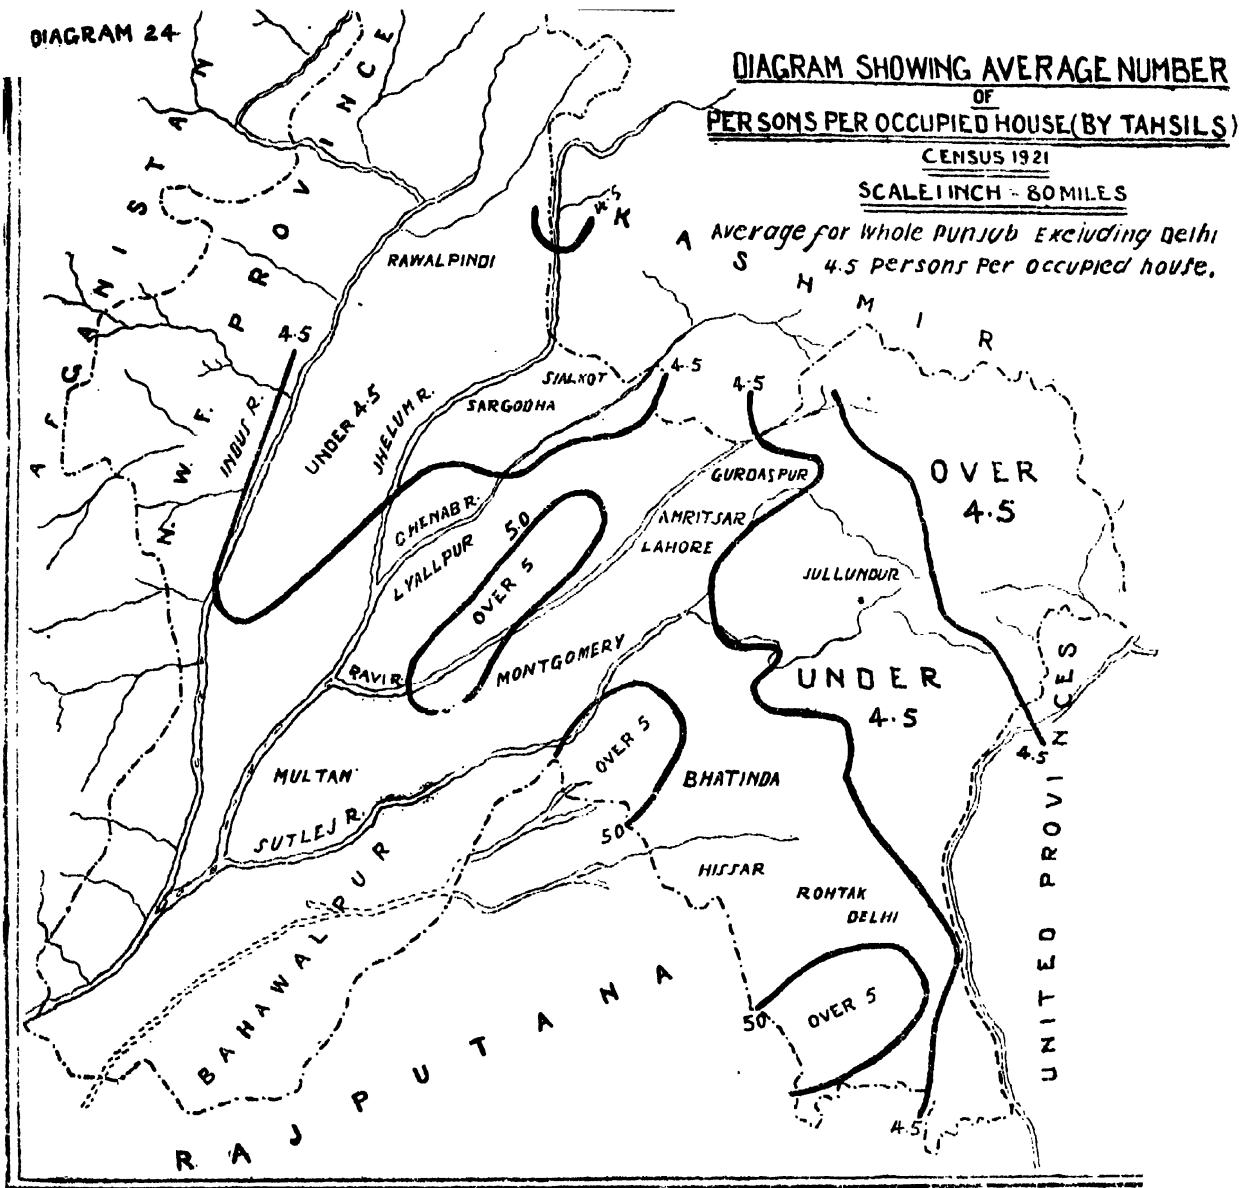 DIAGRAM 24
DIAGRAM SHOWING AVERAGE NUMBER
OF
PERSONS PER OCCUPIED HOUSE (BY TAHSILS)
CENSUS 1921
SCALE 1 INCH - 80 MILES
Average for Whole Punjub Excluding Delhi
4.5 Persons Per Occupied house.
AFGANISTAN
N.W.F. PROVINCE
KASHMIR
4.5
RAWALPINDI
4.5
4.5
4.5
SIALKOT
SARGODHA
UNDER 4.5
JHELUM R.
INDUS R.
OVER
4.5
GURDASPUR
CHENAB R.
5.0
AMRITSAR
LAHORE
LYALLPUR
OVER 5
JULLUNDUR
RAVI R
MONTGOMERY
UNDER
4.5
OVER 5
4.5
MULTAM
BHATINDA
SUTLEJ R.
50
HISSAR
ROHTAK
DELHI
BAHAWALPUR
UNITED PROVINCES
OVER 5
50
RAJPUTANA
4.5